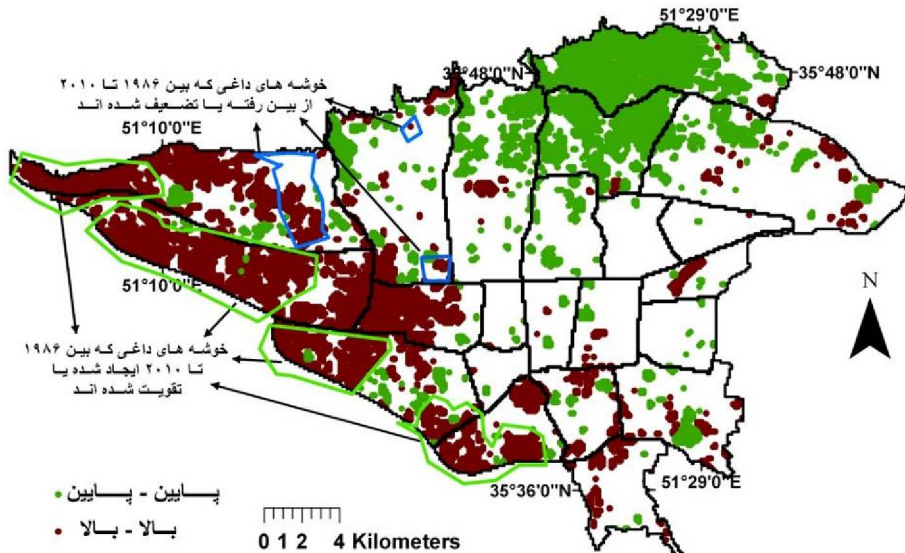 51°29'0"E
35°48'0"N
35°48'0"N
خوشه های داغی که بین ۱۹۸۶ تا ۲۰۱۰
از بین رفته یا تضعیف شده اند
51°10'0"E
51°10'0"E
N
خوشه های داغی که بین ۱۹۸۶
تا ۲۰۱۰ ایجاد شده یا
تقویت شده اند
51°29'0"E
35°36'0"N
پایین - پایین
بالا - بالا
0 1 2 4 Kilometers